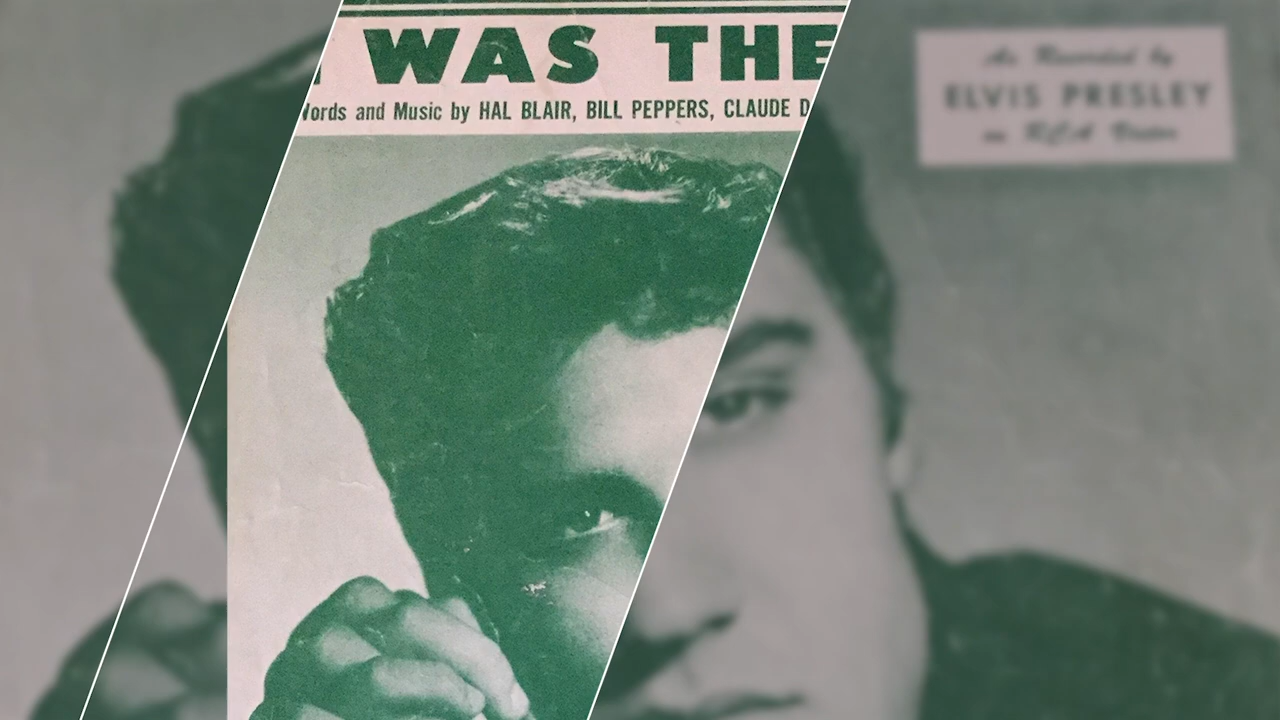 WAS THE
Words and Music by HAL BLAIR, BILL PEPPERS, CLAUDE D
As Recorded by
ELVIS PRESLEY
on RCA Victor